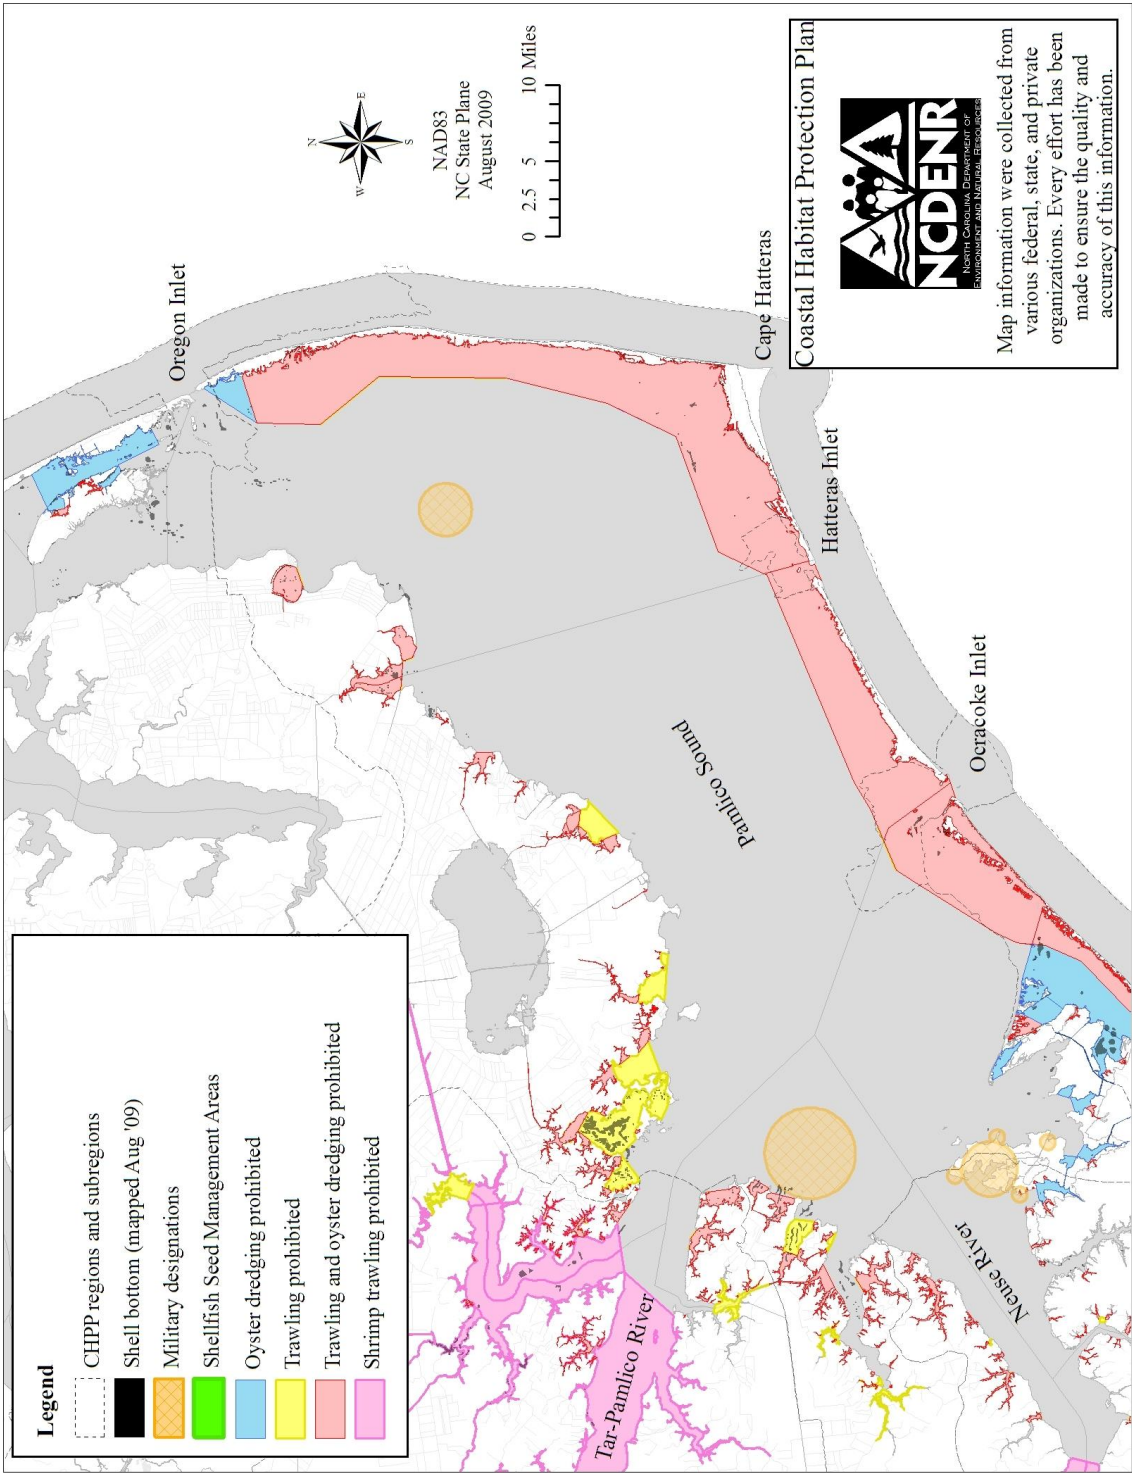 Legend
CHPP regions and subregions
Shell bottom (mapped Aug '09)
Military designations
Shellfish Seed Management Areas
Oyster dredging prohibited
Trawling prohibited
Trawling and oyster dredging prohibited
Shrimp trawling prohibited
Oregon Inlet
N
W
E
S
NAD83
NC State Plane
August 2009
0 2.5 5 10 Miles
Pamlico Sound
Cape Hatteras
Hatteras Inlet
Ocracoke Inlet
Tar-Pamlico River
Neuse River
Coastal Habitat Protection Plan
NCDENR
NORTH CAROLINA DEPARTMENT OF
ENVIRONMENT AND NATURAL RESOURCES
Map information were collected from
various federal, state, and private
organizations. Every effort has been
made to ensure the quality and
accuracy of this information.